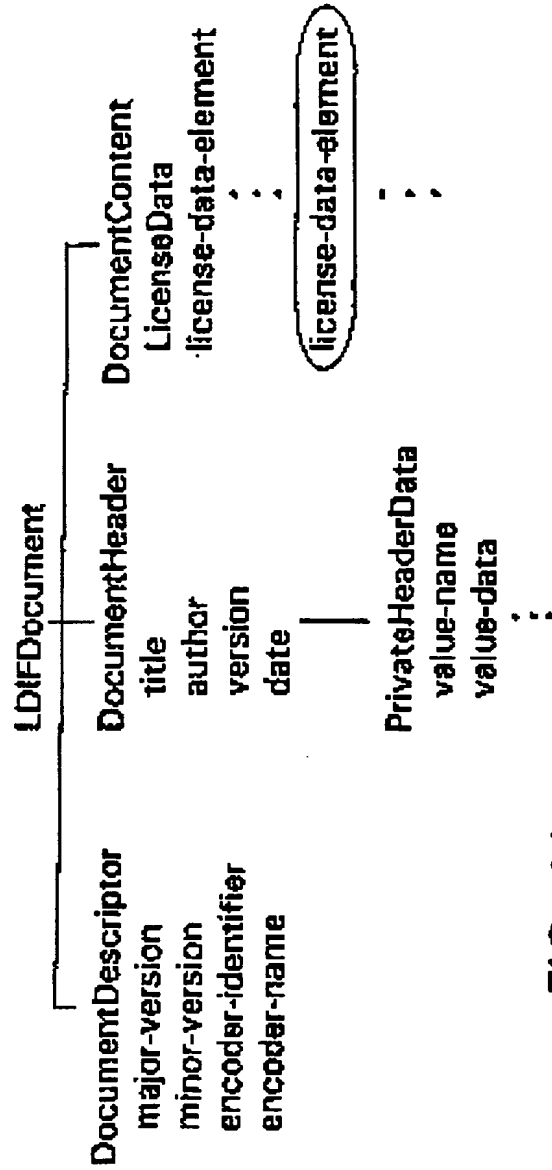 LDIFDocument
DocumentDescriptor
major-version
minor-version
encoder-identifier
encoder-name
DocumentHeader
title
author
version
date
PrivateHeaderData
value-name
value-data
DocumentContent
LicenseData
license-data-element
license-data-element